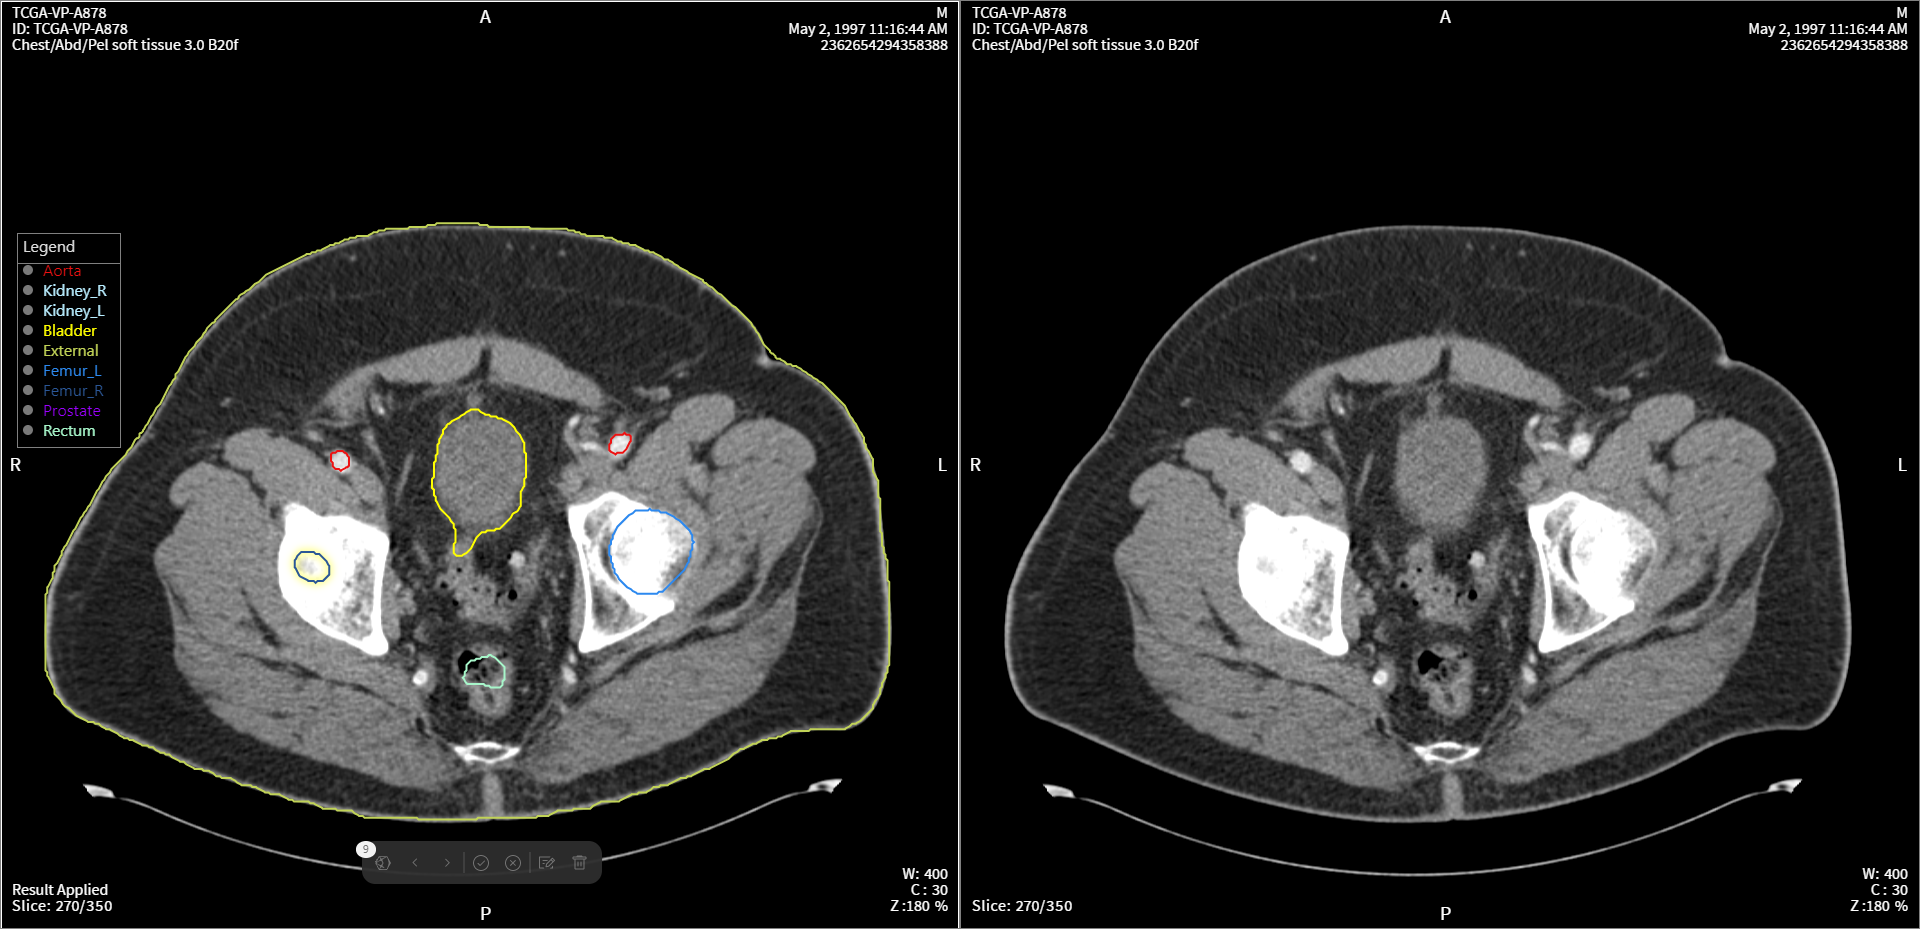 TCGA-VP-A878
ID: TCGA-VP-A878
Chest/Abd/Pel soft tissue 3.0 B20f
A
M
May 2, 1997 11:16:44 AM
2362654294358388
Legend
Aorta
Kidney_R
Kidney_L
Bladder
External
Femur_L
Femur_R
Prostate
Rectum
R
L
9
Result Applied
Slice: 270/350
P
W: 400
C : 30
Z :180 %
TCGA-VP-A878
ID: TCGA-VP-A878
Chest/Abd/Pel soft tissue 3.0 B20f
A
M
May 2, 1997 11:16:44 AM
2362654294358388
R
L
Slice: 270/350
P
W: 400
C : 30
Z :180 %